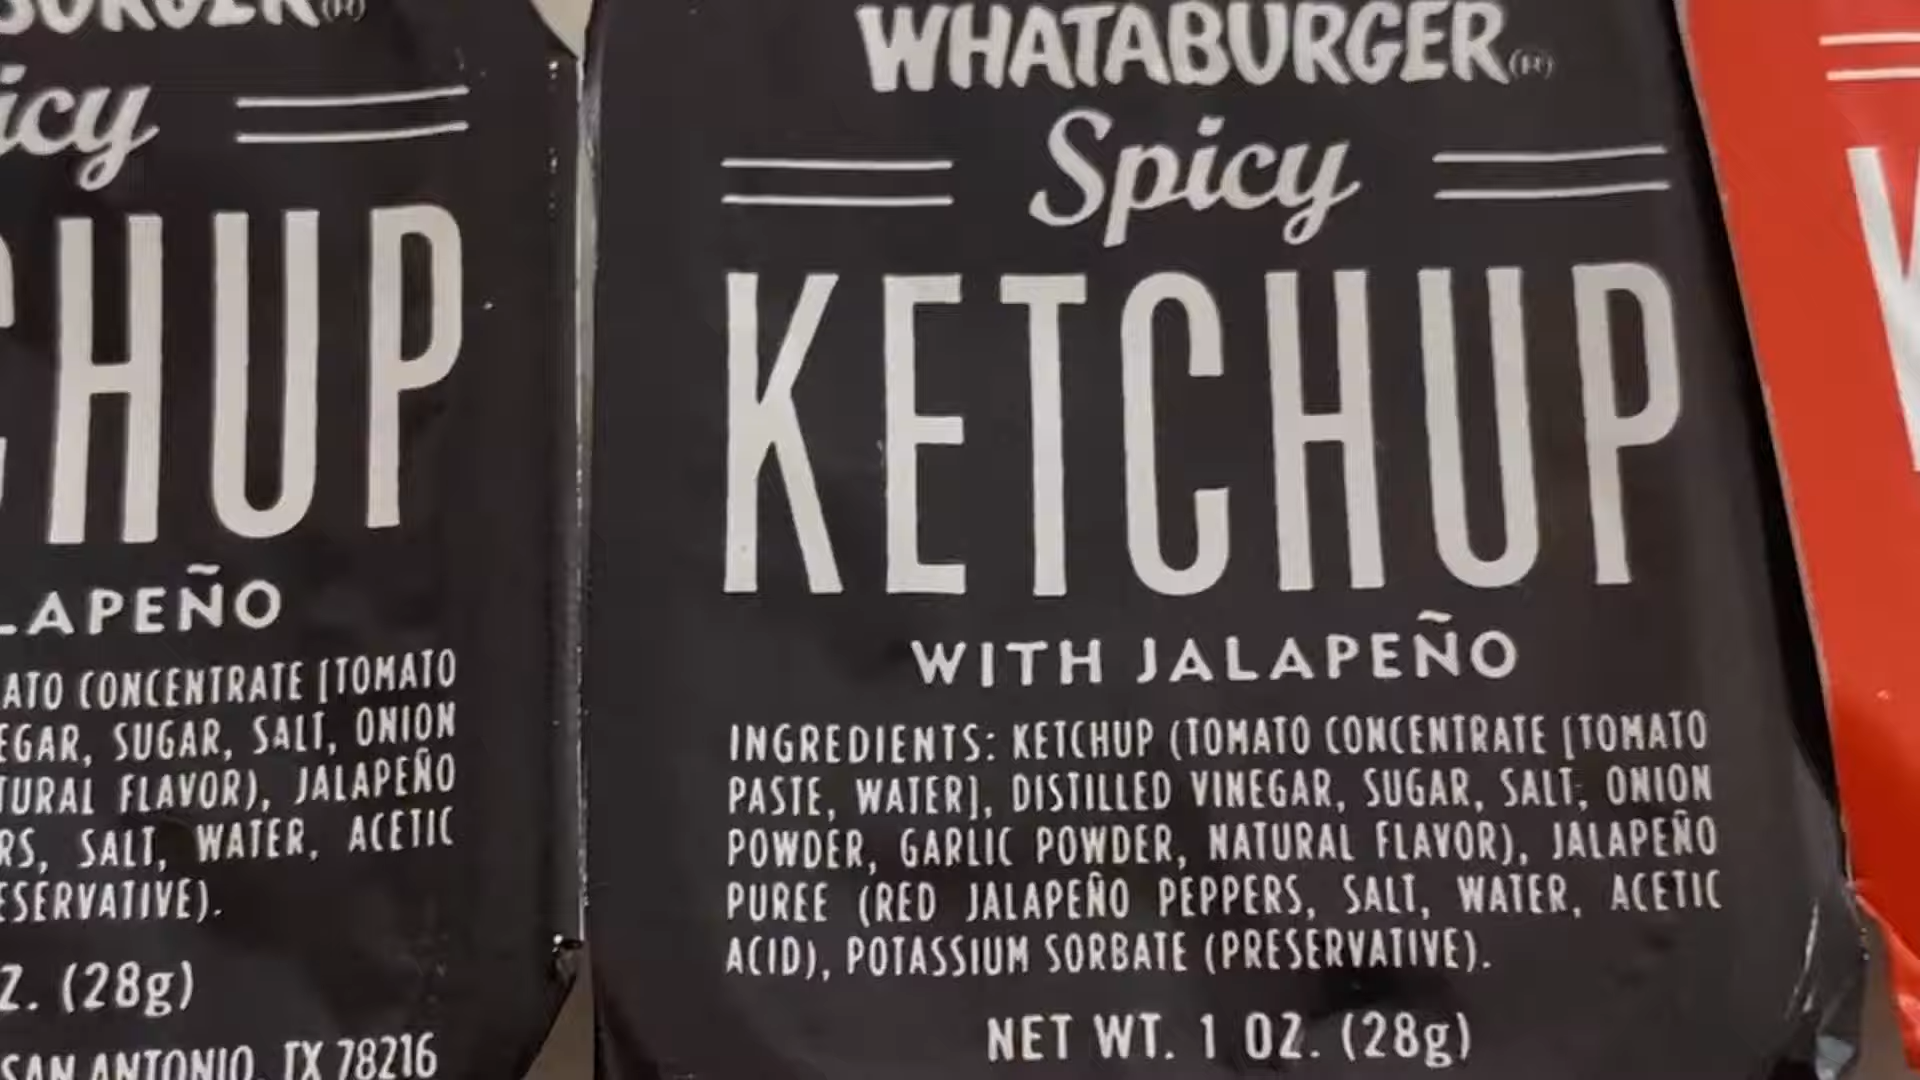 BURGER(R)
icy
CHUP
LAPEÑO
ATO CONCENTRATE [TOMATO
EGAR, SUGAR, SALT, ONION
TURAL FLAVOR), JALAPEÑO
RS, SALT, WATER, ACETIC
ESERVATIVE).
Z. (28g)
SAN ANTONIO, TX 78216
WHATABURGER(R)
Spicy
KETCHUP
WITH JALAPEÑO
INGREDIENTS: KETCHUP (TOMATO CONCENTRATE [TOMATO
PASTE, WATER], DISTILLED VINEGAR, SUGAR, SALT, ONION
POWDER, GARLIC POWDER, NATURAL FLAVOR), JALAPEÑO
PUREE (RED JALAPEÑO PEPPERS, SALT, WATER, ACETIC
ACID), POTASSIUM SORBATE (PRESERVATIVE).
NET WT. 1 OZ. (28g)